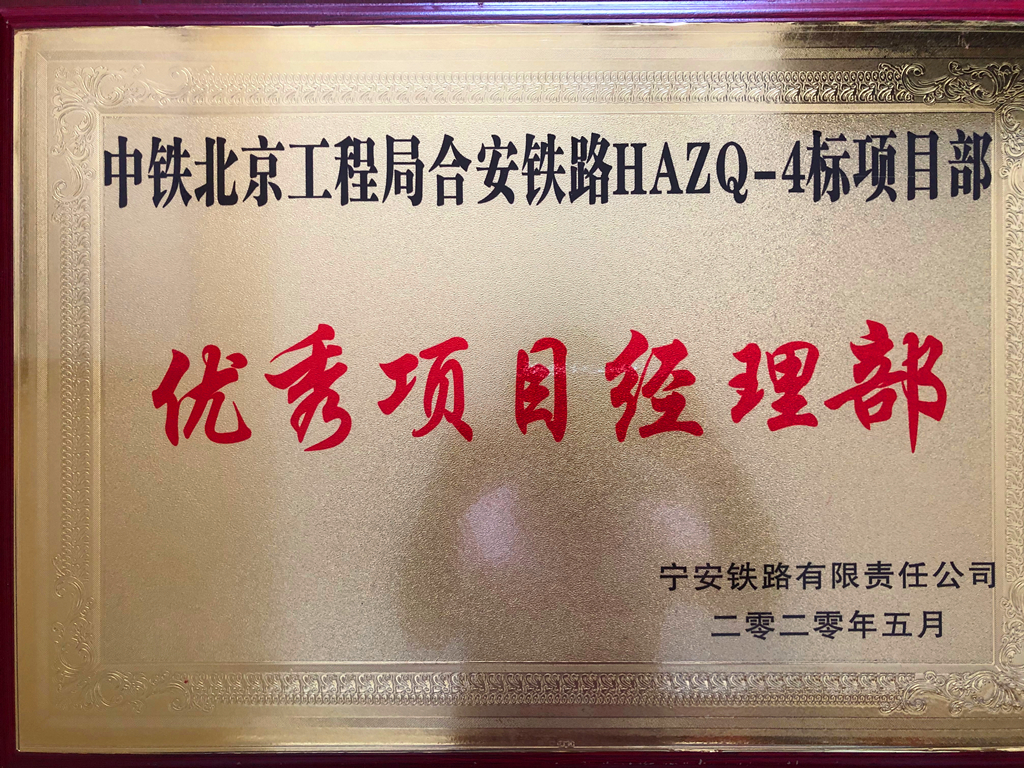 中铁北京工程局合安铁路HAZQ-4标项目部
优秀项目经理部
宁安铁路有限责任公司
二零二零年五月